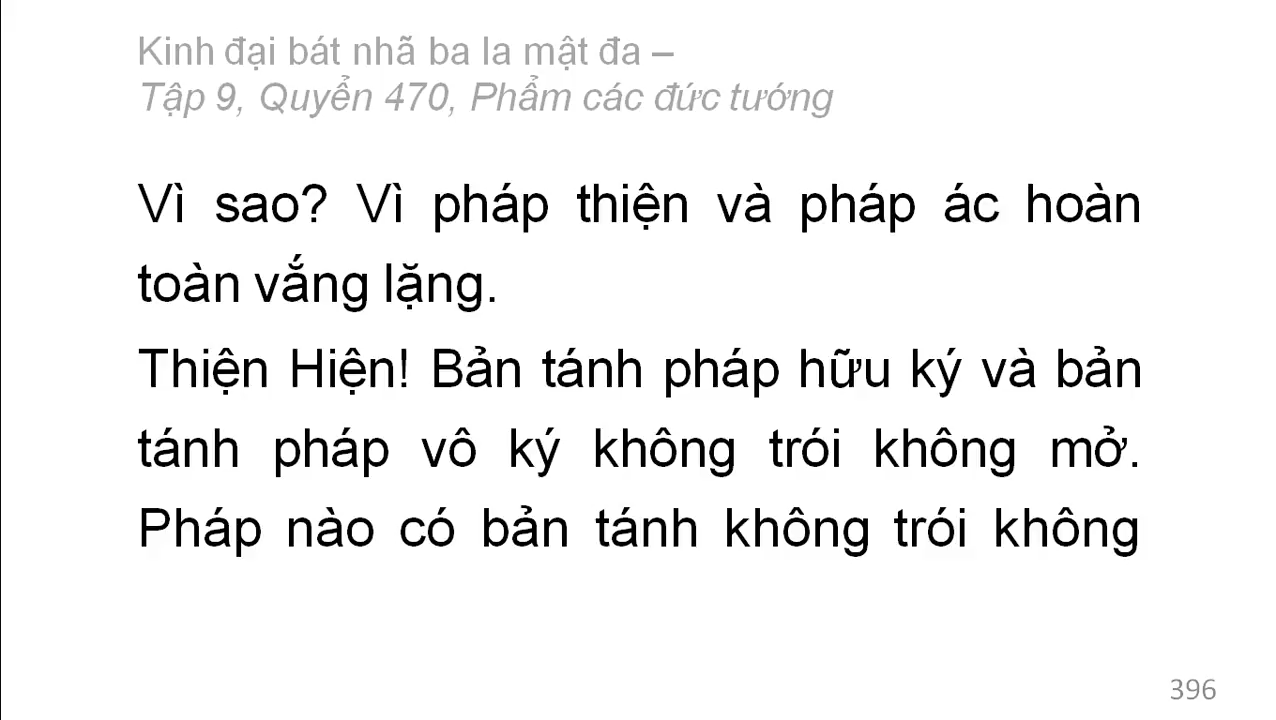 Kinh đại bát nhã ba la mật đa –
Tập 9, Quyển 470, Phẩm các đức tướng
Vì sao? Vì pháp thiện và pháp ác hoàn
toàn vắng lặng.
Thiện Hiện! Bản tánh pháp hữu ký và bản
tánh pháp vô ký không trói không mở.
Pháp nào có bản tánh không trói không
396